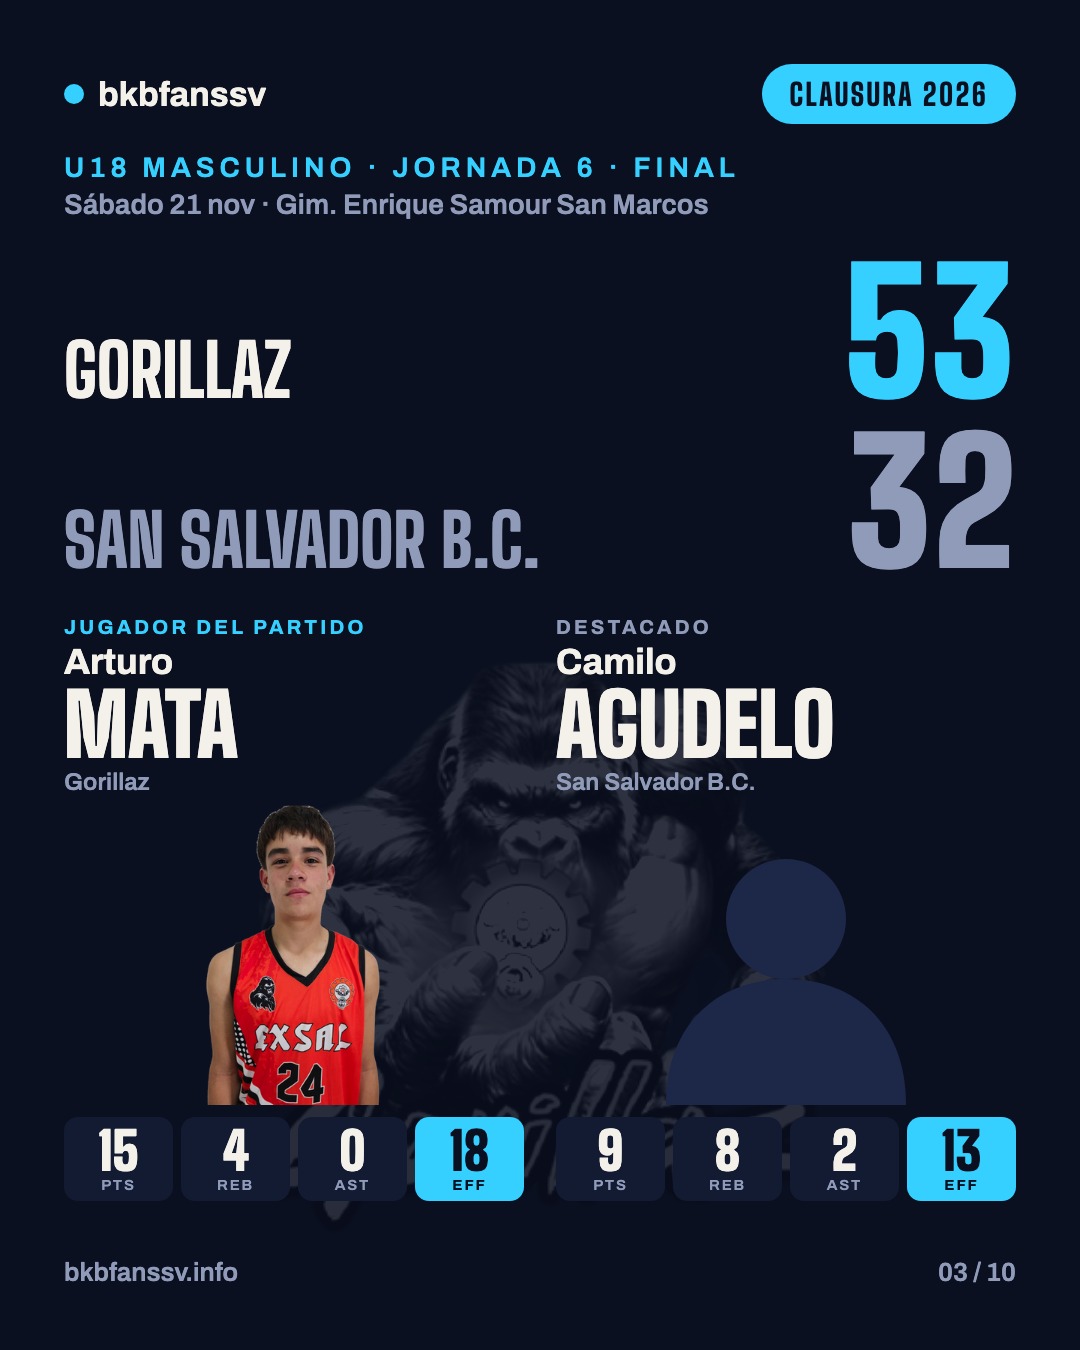 bkbfanssv
CLAUSURA 2026
U18 MASCULINO · JORNADA 6 · FINAL
Sábado 21 nov · Gim. Enrique Samour San Marcos
GORILLAZ
53
SAN SALVADOR B.C.
32
JUGADOR DEL PARTIDO
Arturo
MATA
Gorillaz
DESTACADO
Camilo
AGUDELO
San Salvador B.C.
EXSAL
24
15
PTS
4
REB
0
AST
18
EFF
9
PTS
8
REB
2
AST
13
EFF
bkbfanssv.info
03 / 10